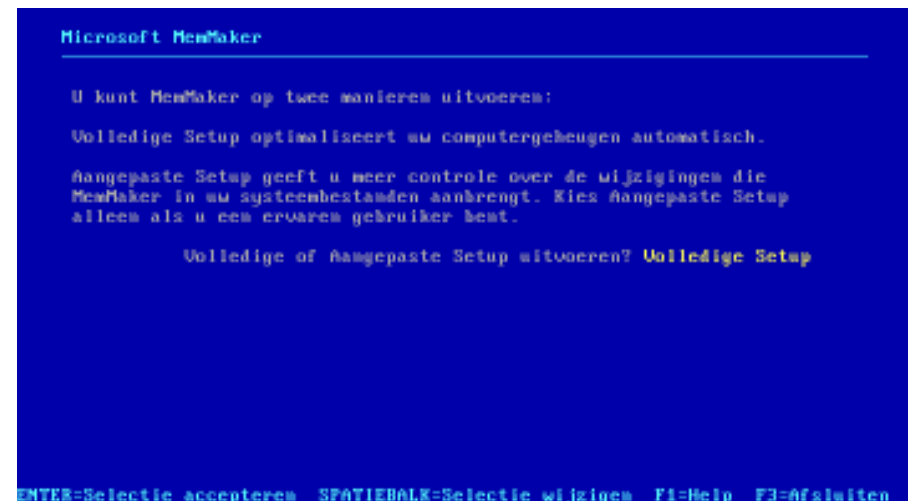 Microsoft MemMaker
U kunt MemMaker op twee manieren uitvoeren:
Volledige Setup optimaliseert uw computergeheugen automatisch.
Aangepaste Setup geeft u meer controle over de wijzigingen die
MemMaker in uw systeembestanden aanbrengt. Kies Aangepaste Setup
alleen als u een ervaren gebruiker bent.
Volledige of Aangepaste Setup uitvoeren? Volledige Setup
ENTER=Selectie accepteren SPATIEBALK=Selectie wijzigen F1=Help F3=Afsluiten